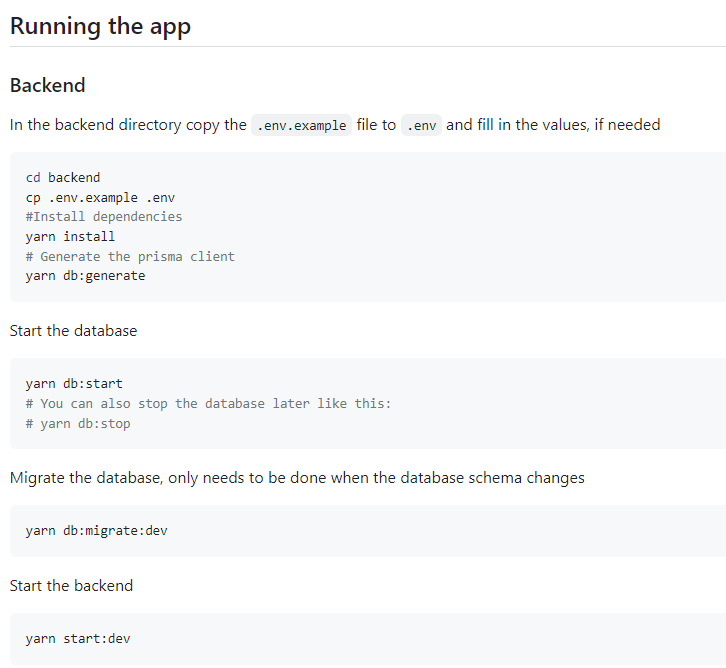 Running the app
Backend
In the backend directory copy the .env.example file to .env and fill in the values, if needed
cd backend
cp .env.example .env
#Install dependencies
yarn install
# Generate the prisma client
yarn db:generate
Start the database
yarn db:start
# You can also stop the database later like this:
# yarn db:stop
Migrate the database, only needs to be done when the database schema changes
yarn db:migrate:dev
Start the backend
yarn start:dev